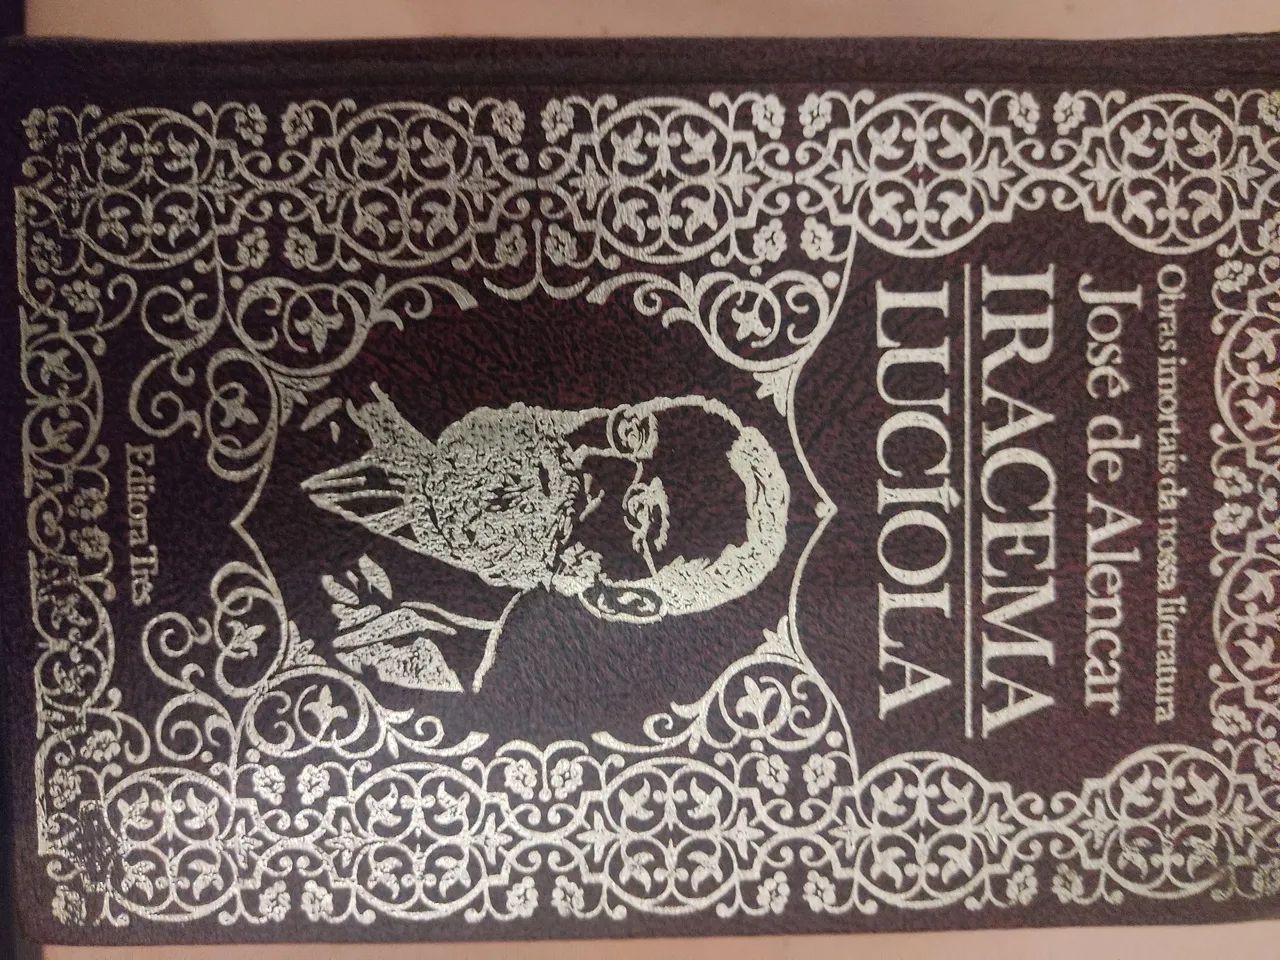 Obras imortais da nossa literatura
José de Alencar
IRACEMA
LUCÍOLA
Editora Três